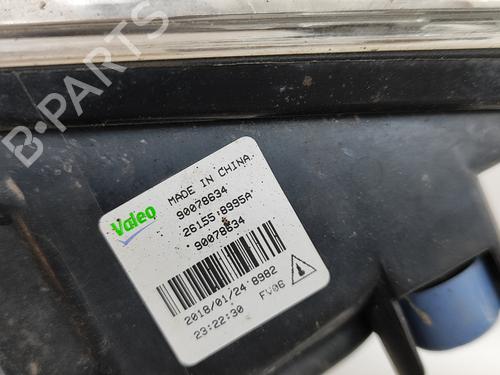 B-PARTS
Valeo
MADE IN CHINA
90078634
26155 8995A
90078634
2018/01/24 8982
23:22:30 FV06